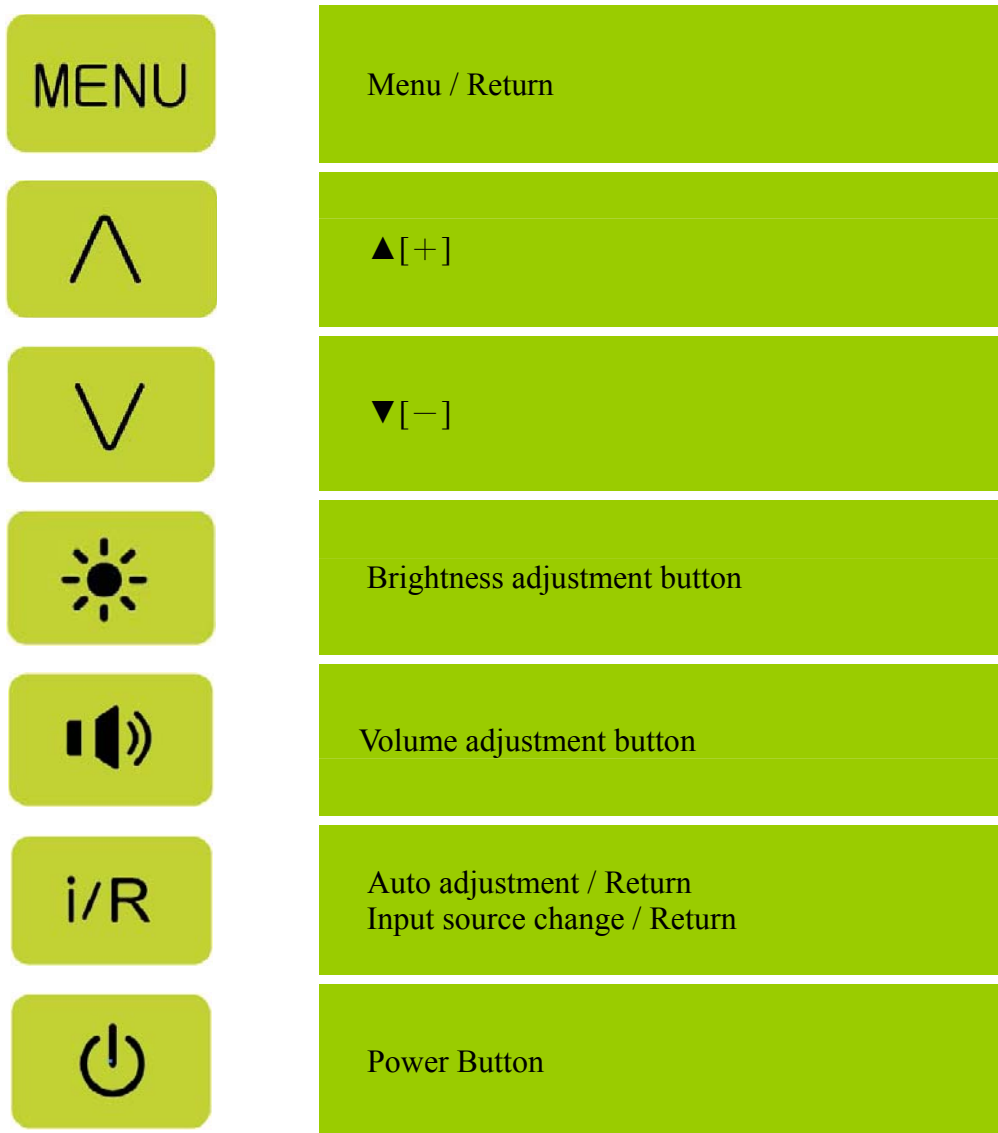 MENU
Menu / Return
▲[+]
▼[−]
Brightness adjustment button
Volume adjustment button
i/R
Auto adjustment / Return
Input source change / Return
Power Button